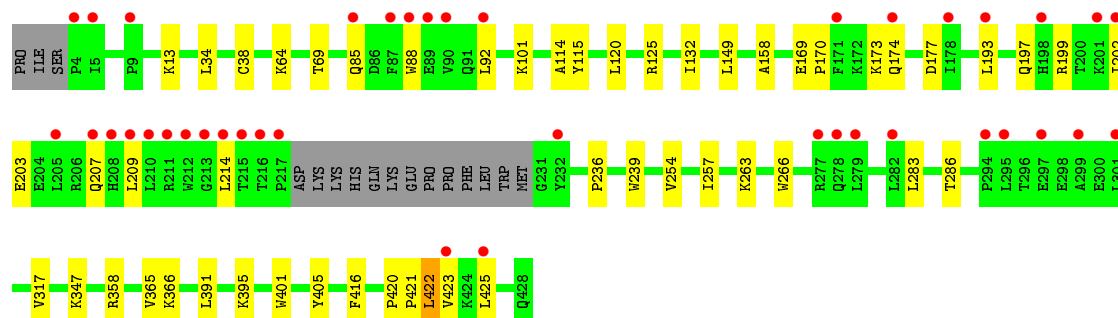 PRO ILE SER P4 I5 P9 K13 L34 C38 K64 T69 Q85 D86 F87 W88 E89 V90 Q91 L92 K101 A114 Y115 L120 R125 I132 L149 A158 E169 P170 F171 K172 K173 Q174 D177 I178 L193 Q197 H198 R199 T200 K201
E203 E204 L205 R206 Q207 H208 L209 L210 R211 W212 G213 L214 T215 T216 P217 ASP LYS LYS HIS GLN LYS GLU PRO PRO PHE LEU TRP MET G231 Y232 P236 W239 V254 I257 K263 W266 R277 Q278 L279 L282 L283 T286 P294 L295 T296 E297 E298 A299 E300 L301
V317 K347 R358 V365 K366 L391 K395 W401 Y405 F416 P420 P421 L422 V423 K424 L425 Q428